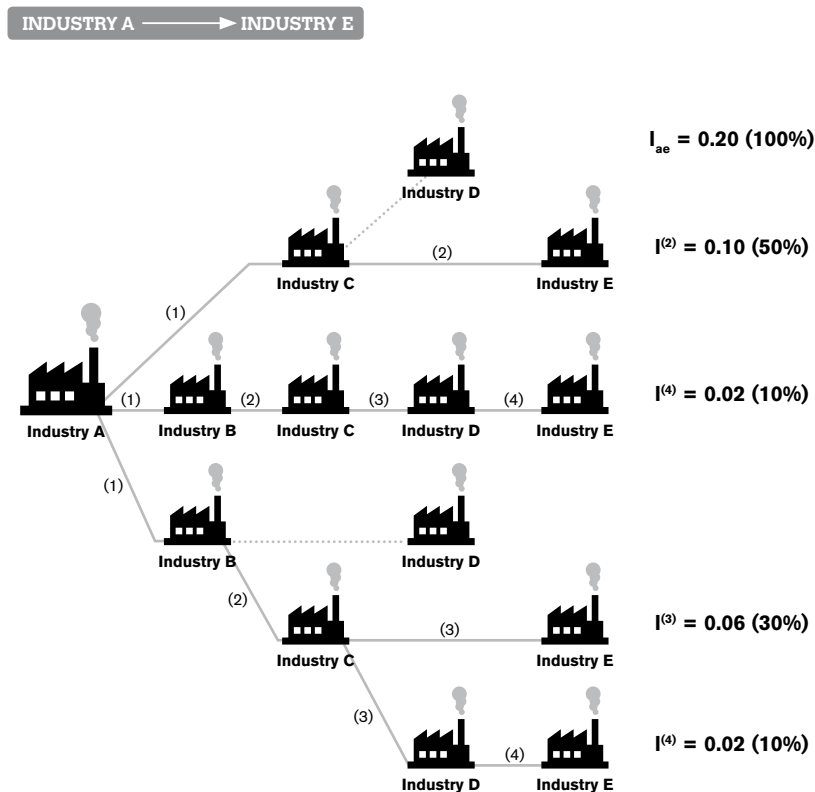 INDUSTRY A INDUSTRY E
I_ae = 0.20 (100%)
Industry D
I⁽²⁾ = 0.10 (50%)
(2)
Industry C Industry E
(1)
I⁽⁴⁾ = 0.02 (10%)
(1) (2) (3) (4)
Industry A Industry B Industry C Industry D Industry E
(1)
Industry B Industry D
(2)
I⁽³⁾ = 0.06 (30%)
(3)
Industry C Industry E
(3)
I⁽⁴⁾ = 0.02 (10%)
(4)
Industry D Industry E